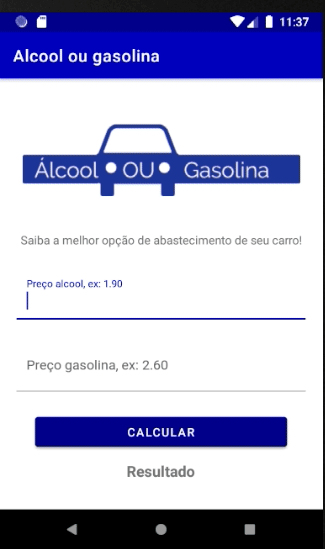 11:37
Alcool ou gasolina
Álcool OU Gasolina
Saiba a melhor opção de abastecimento de seu carro!
Preço alcool, ex: 1.90
Preço gasolina, ex: 2.60
CALCULAR
Resultado